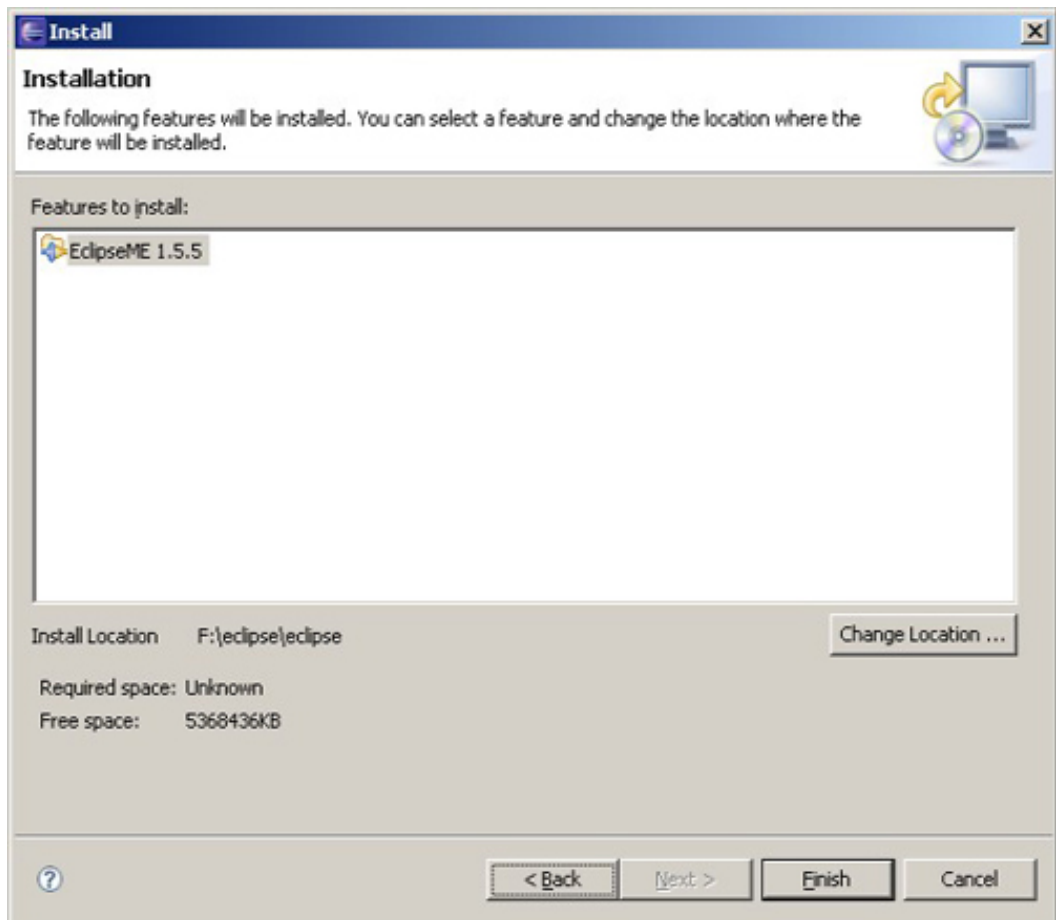 Install
Installation
The following features will be installed. You can select a feature and change the location where the
feature will be installed.
Features to install:
EclipseME 1.5.5
Install Location F:\eclipse\eclipse
Change Location ...
Required space: Unknown
Free space: 5368436KB
< Back Next > Finish Cancel